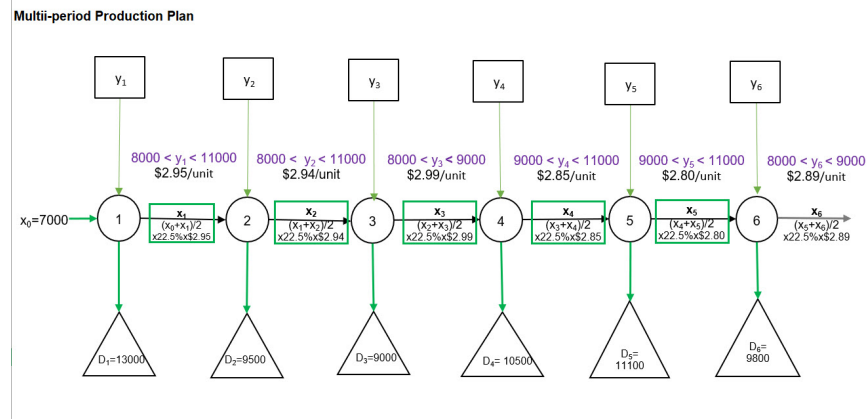 Multii-period Production Plan
y₁
y₂
y₃
y₄
y₅
y₆
8000 < y₁ < 11000
$2.95/unit
8000 < y₂ < 11000
$2.94/unit
8000 < y₃ < 9000
$2.99/unit
9000 < y₄ < 11000
$2.85/unit
9000 < y₅ < 11000
$2.80/unit
8000 < y₆ < 9000
$2.89/unit
x₀=7000
1
x₁
(x₀+x₁)/2
x22.5%x$2.95
2
x₂
(x₁+x₂)/2
x22.5%x$2.94
3
x₃
(x₂+x₃)/2
x22.5%x$2.99
4
x₄
(x₃+x₄)/2
x22.5%x$2.85
5
x₅
(x₄+x₅)/2
x22.5%x$2.80
6
x₆
(x₅+x₆)/2
x22.5%x$2.89
D₁=13000
D₂=9500
D₃=9000
D₄= 10500
D₅=
11100
D₆=
9800